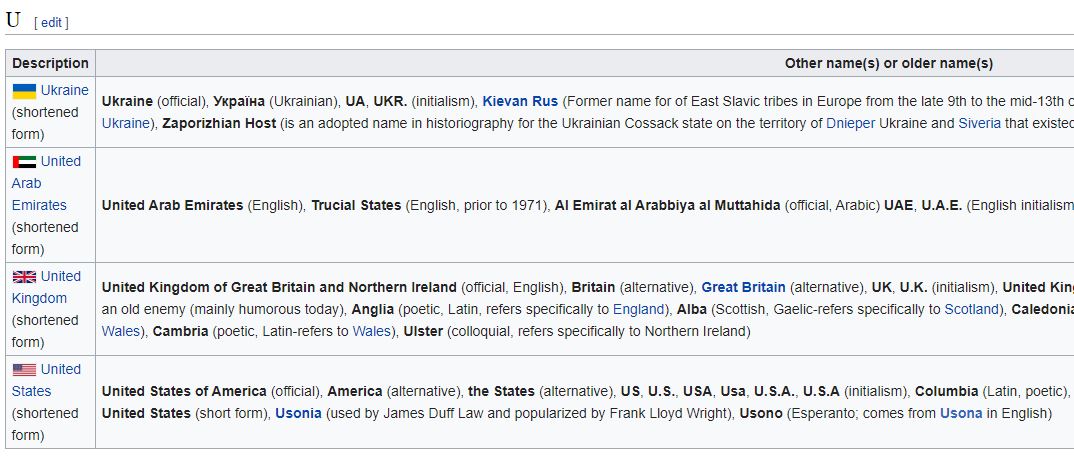 U [ edit ]
Description Other name(s) or older name(s)
Ukraine
(shortened
form)
Ukraine (official), Україна (Ukrainian), UA, UKR. (initialism), Kievan Rus (Former name for of East Slavic tribes in Europe from the late 9th to the mid-13th
Ukraine), Zaporizhian Host (is an adopted name in historiography for the Ukrainian Cossack state on the territory of Dnieper Ukraine and Siveria that existed
United
Arab
Emirates
(shortened
form)
United Arab Emirates (English), Trucial States (English, prior to 1971), Al Emirat al Arabbiya al Muttahida (official, Arabic) UAE, U.A.E. (English initialism
United
Kingdom
(shortened
form)
United Kingdom of Great Britain and Northern Ireland (official, English), Britain (alternative), Great Britain (alternative), UK, U.K. (initialism), United
an old enemy (mainly humorous today), Anglia (poetic, Latin, refers specifically to England), Alba (Scottish, Gaelic-refers specifically to Scotland), Caledonia
Wales), Cambria (poetic, Latin-refers to Wales), Ulster (colloquial, refers specifically to Northern Ireland)
United
States
(shortened
form)
United States of America (official), America (alternative), the States (alternative), US, U.S., USA, Usa, U.S.A., U.S.A (initialism), Columbia (Latin, poetic),
United States (short form), Usonia (used by James Duff Law and popularized by Frank Lloyd Wright), Usono (Esperanto; comes from Usona in English)